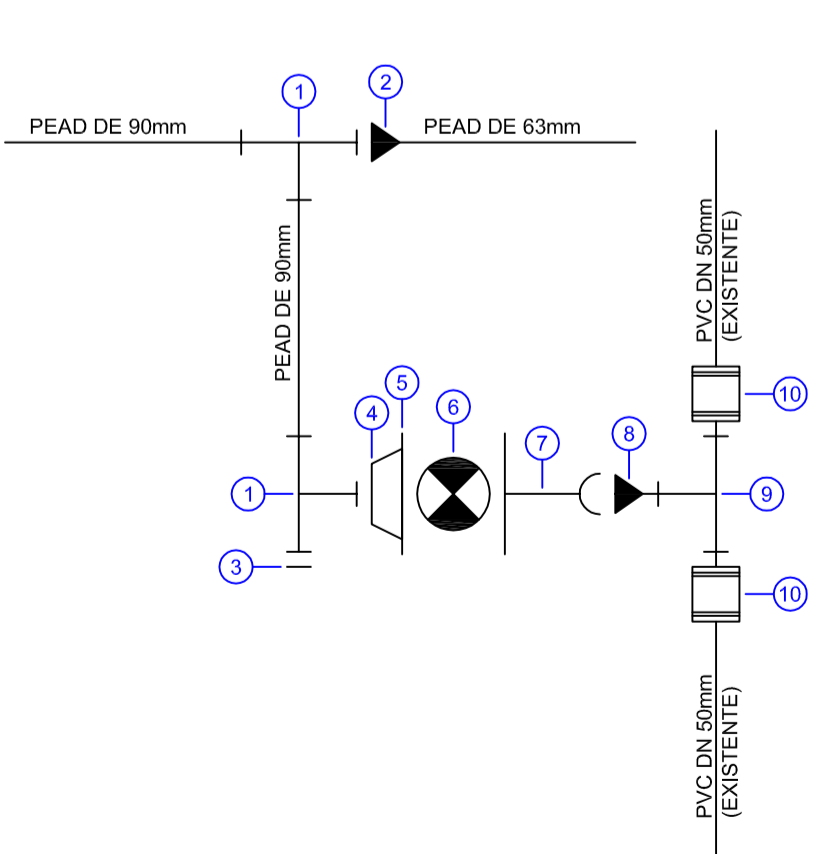 1
2
PEAD DE 90mm
PEAD DE 63mm
PEAD DE 90mm
PVC DN 50mm
(EXISTENTE)
5
4
6
10
7
8
1
9
3
10
PVC DN 50mm
(EXISTENTE)